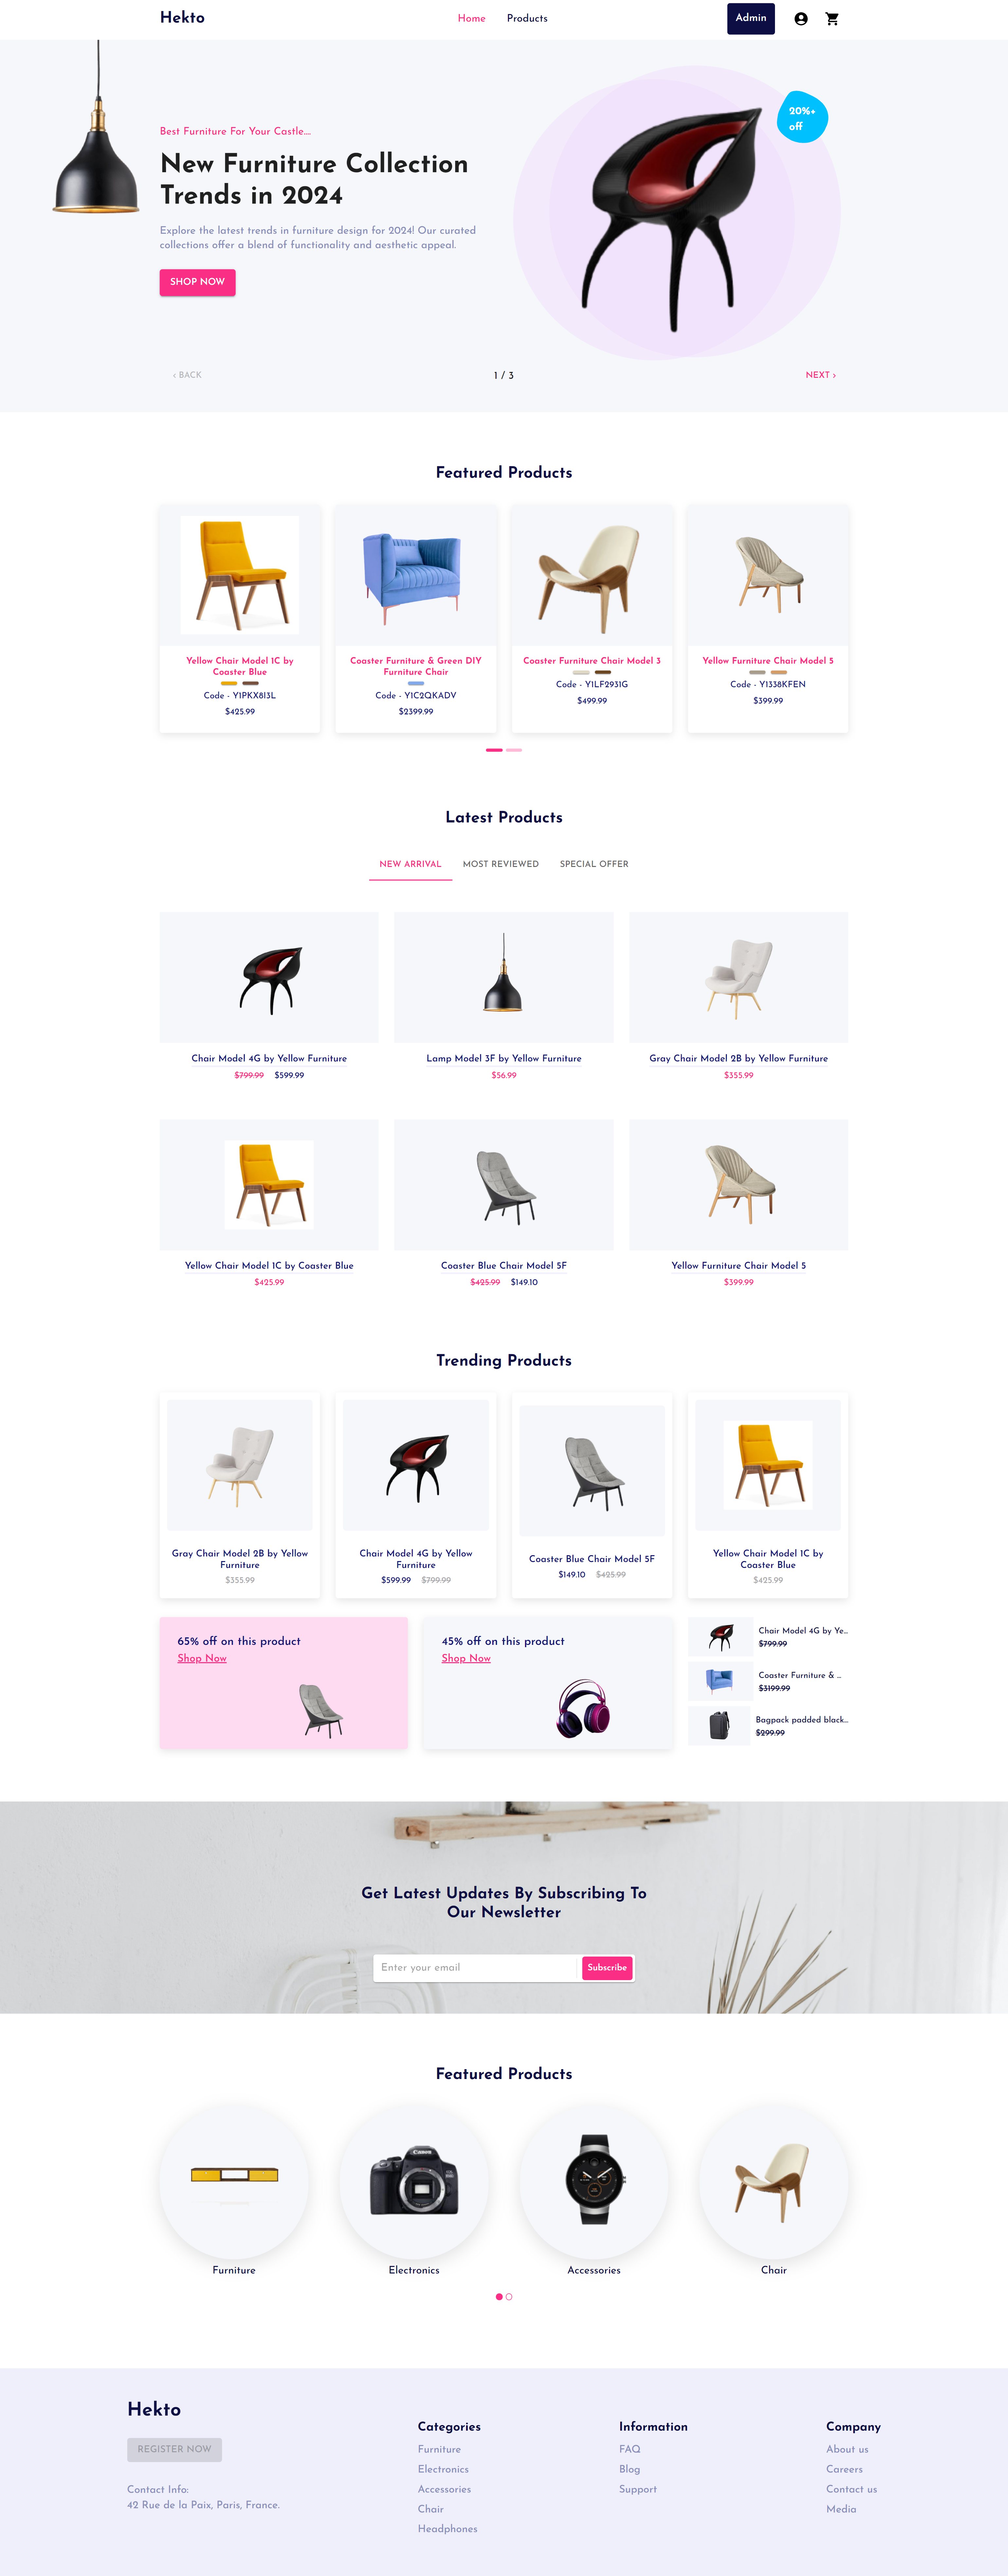 Hekto
Home
Products
Admin
Best Furniture For Your Castle....
New Furniture Collection
Trends in 2024
Explore the latest trends in furniture design for 2024! Our curated
collections offer a blend of functionality and aesthetic appeal.
SHOP NOW
20%+
off
‹ BACK
1 / 3
NEXT ›
Featured Products
Yellow Chair Model 1C by
Coaster Blue
Code - Y1PKX8I3L
$425.99
Coaster Furniture & Green DIY
Furniture Chair
Code - Y1C2QKADV
$2399.99
Coaster Furniture Chair Model 3
Code - Y1LF2931G
$499.99
Yellow Furniture Chair Model 5
Code - Y1338KFEN
$399.99
Latest Products
NEW ARRIVAL
MOST REVIEWED
SPECIAL OFFER
Chair Model 4G by Yellow Furniture
$799.99 $599.99
Lamp Model 3F by Yellow Furniture
$56.99
Gray Chair Model 2B by Yellow Furniture
$355.99
Yellow Chair Model 1C by Coaster Blue
$425.99
Coaster Blue Chair Model 5F
$425.99 $149.10
Yellow Furniture Chair Model 5
$399.99
Trending Products
Gray Chair Model 2B by Yellow
Furniture
$355.99
Chair Model 4G by Yellow
Furniture
$599.99 $799.99
Coaster Blue Chair Model 5F
$149.10 $425.99
Yellow Chair Model 1C by
Coaster Blue
$425.99
65% off on this product
Shop Now
45% off on this product
Shop Now
Chair Model 4G by Ye...
$799.99
Coaster Furniture & ...
$3199.99
Bagpack padded black...
$299.99
Get Latest Updates By Subscribing To
Our Newsletter
Enter your email
Subscribe
Featured Products
Canon
Furniture
Electronics
Accessories
Chair
Hekto
REGISTER NOW
Contact Info:
42 Rue de la Paix, Paris, France.
Categories
Furniture
Electronics
Accessories
Chair
Headphones
Information
FAQ
Blog
Support
Company
About us
Careers
Contact us
Media